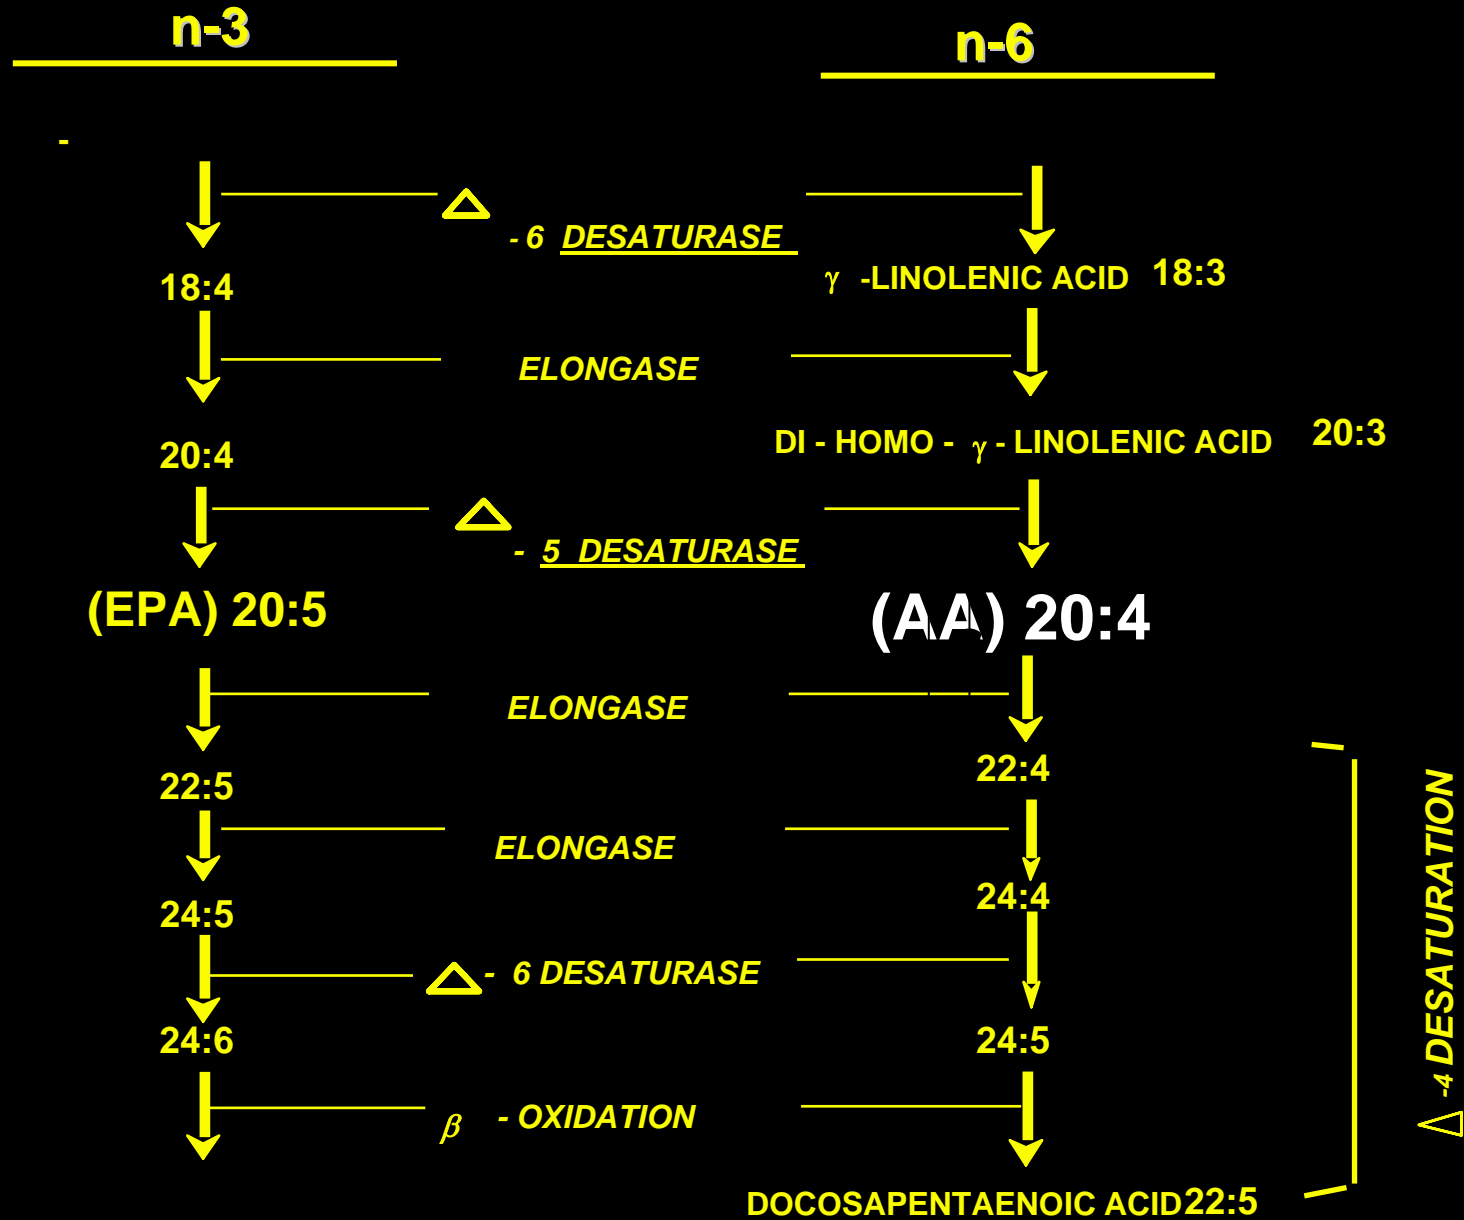 n-3
n-6
-
Δ - 6 DESATURASE
18:4
γ -LINOLENIC ACID 18:3
ELONGASE
20:4
DI - HOMO - γ - LINOLENIC ACID 20:3
Δ - 5 DESATURASE
(EPA) 20:5
(AA) 20:4
ELONGASE
22:5
22:4
ELONGASE
24:5
24:4
Δ - 6 DESATURASE
24:6
24:5
β - OXIDATION
DOCOSAPENTAENOIC ACID 22:5
Δ -4 DESATURATION